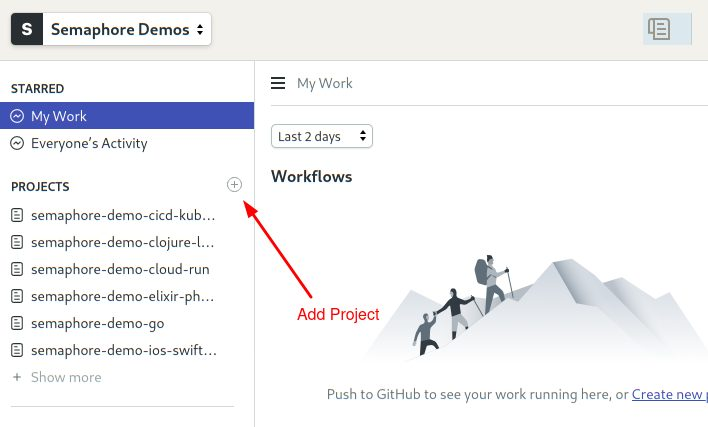 S Semaphore Demos
STARRED
My Work
Everyone's Activity
PROJECTS
semaphore-demo-cicd-kub...
semaphore-demo-clojure-l...
semaphore-demo-cloud-run
semaphore-demo-elixir-ph...
semaphore-demo-go
semaphore-demo-ios-swift...
+ Show more
My Work
Last 2 days
Workflows
Add Project
Push to GitHub to see your work running here, or Create new p